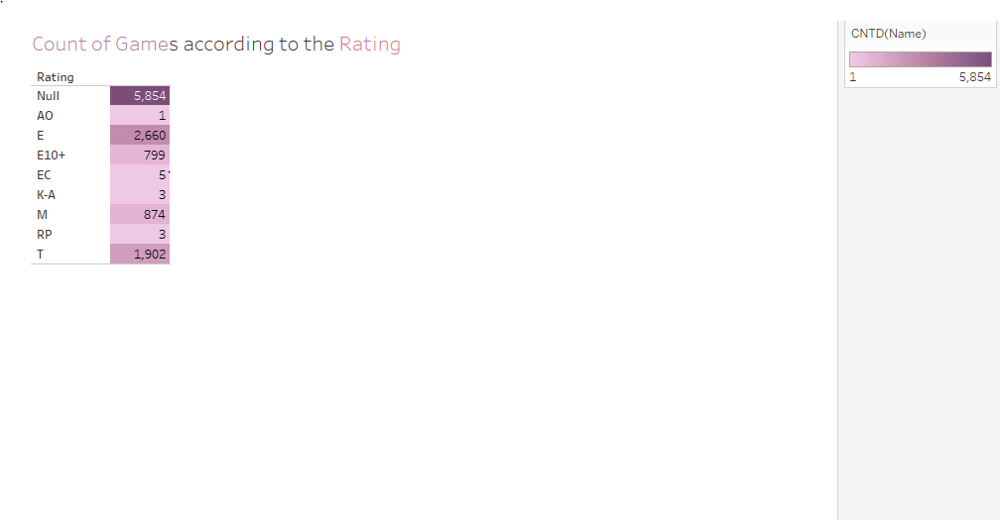 Count of Games according to the Rating
Rating
Null 5,854
AO 1
E 2,660
E10+ 799
EC 5
K-A 3
M 874
RP 3
T 1,902
CNTD(Name)
1 5,854